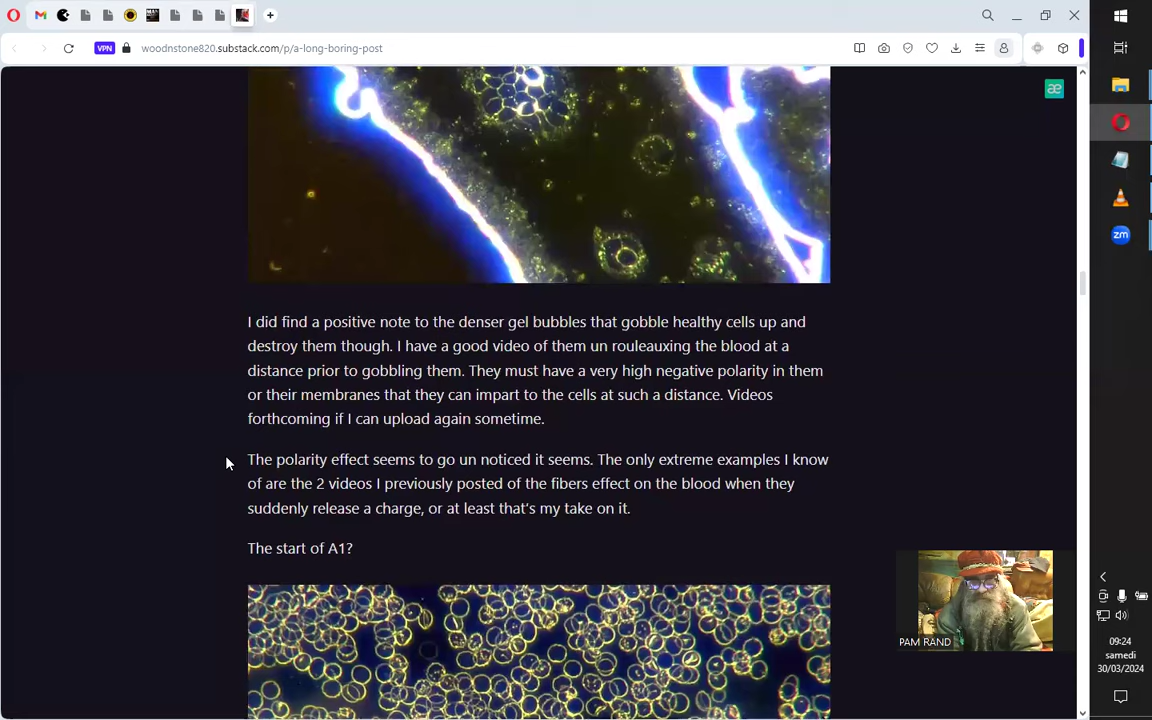 VPN
woodnstone820.substack.com/p/a-long-boring-post
æ
I did find a positive note to the denser gel bubbles that gobble healthy cells up and
destroy them though. I have a good video of them un rouleauxing the blood at a
distance prior to gobbling them. They must have a very high negative polarity in them
or their membranes that they can impart to the cells at such a distance. Videos
forthcoming if I can upload again sometime.
The polarity effect seems to go un noticed it seems. The only extreme examples I know
of are the 2 videos I previously posted of the fibers effect on the blood when they
suddenly release a charge, or at least that's my take on it.
The start of A1?
zm
PAM RAND
09:24
samedi
30/03/2024